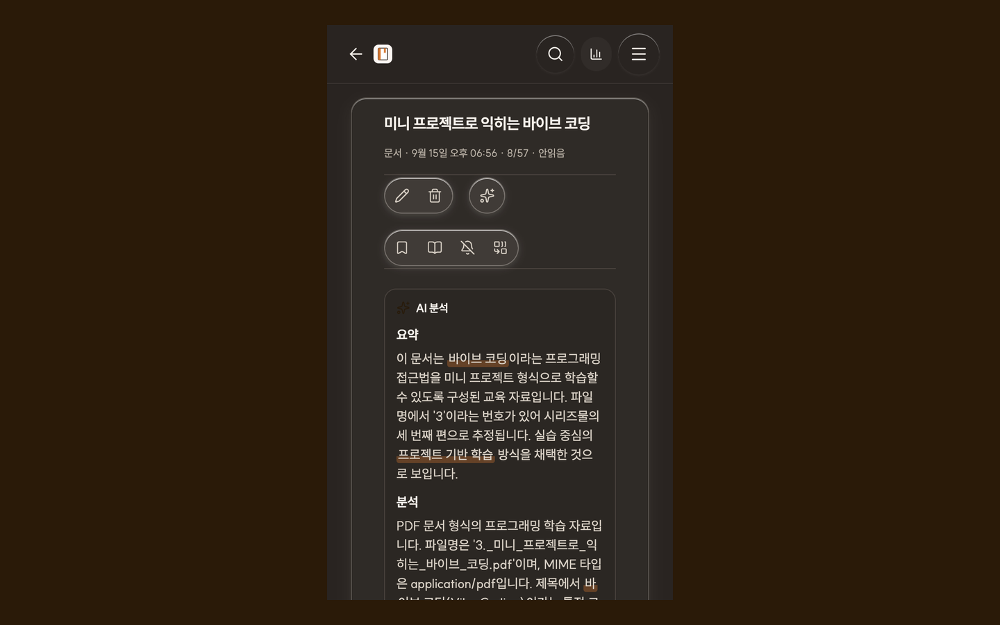 미니 프로젝트로 익히는 바이브 코딩
문서 · 9월 15일 오후 06:56 · 8/57 · 안읽음
AI 분석
요약
이 문서는 바이브 코딩이라는 프로그래밍
접근법을 미니 프로젝트 형식으로 학습할
수 있도록 구성된 교육 자료입니다. 파일
명에서 '3'이라는 번호가 있어 시리즈물의
세 번째 편으로 추정됩니다. 실습 중심의
프로젝트 기반 학습 방식을 채택한 것으
로 보입니다.
분석
PDF 문서 형식의 프로그래밍 학습 자료입
니다. 파일명은 '3._미니_프로젝트로_익
히는_바이브_코딩.pdf'이며, MIME 타입
은 application/pdf입니다. 제목에서 바